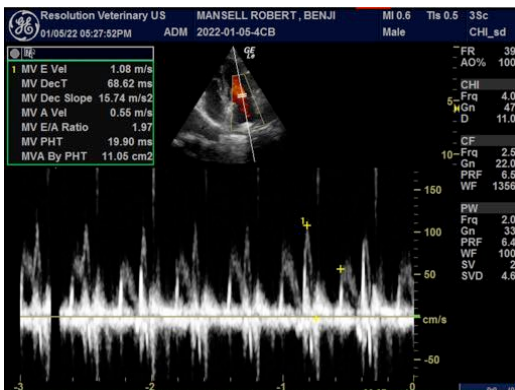 Resolution Veterinary US
MANSELL ROBERT, BENJI
MI 0.6
TIs 0.5
3Sc
01/05/22 05:27:52PM
ADM
2022-01-05-4CB
Male
CHI_sd
1 MV E Vel 1.08 m/s
MV DecT 68.62 ms
MV Dec Slope 15.74 m/s2
MV A Vel 0.55 m/s
MV E/A Ratio 1.97
MV PHT 19.90 ms
MVA By PHT 11.05 cm2
GE
1
5
10
150
100
50
cm/s
-50
-3
-2
-1
0
FR 39
AO% 100
CHI
Frq 4.0
Gn 47
D 11.0
CF
Frq 2.5
Gn 22.0
PRF 6.5
WF 1356
PW
Frq 2.0
Gn 33
PRF 6.4
WF 100
SV 2
SVD 4.6